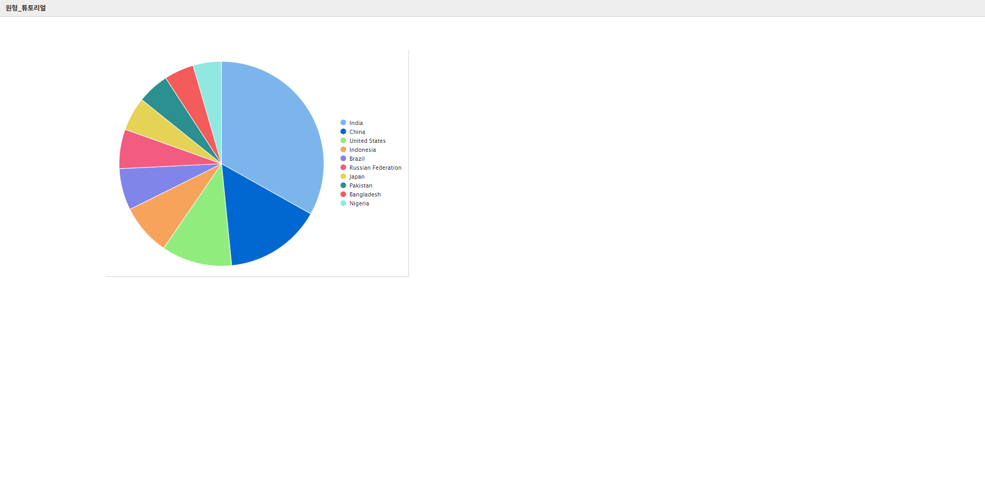 원형_튜토리얼
India
China
United States
Indonesia
Brazil
Russian Federation
Japan
Pakistan
Bangladesh
Nigeria